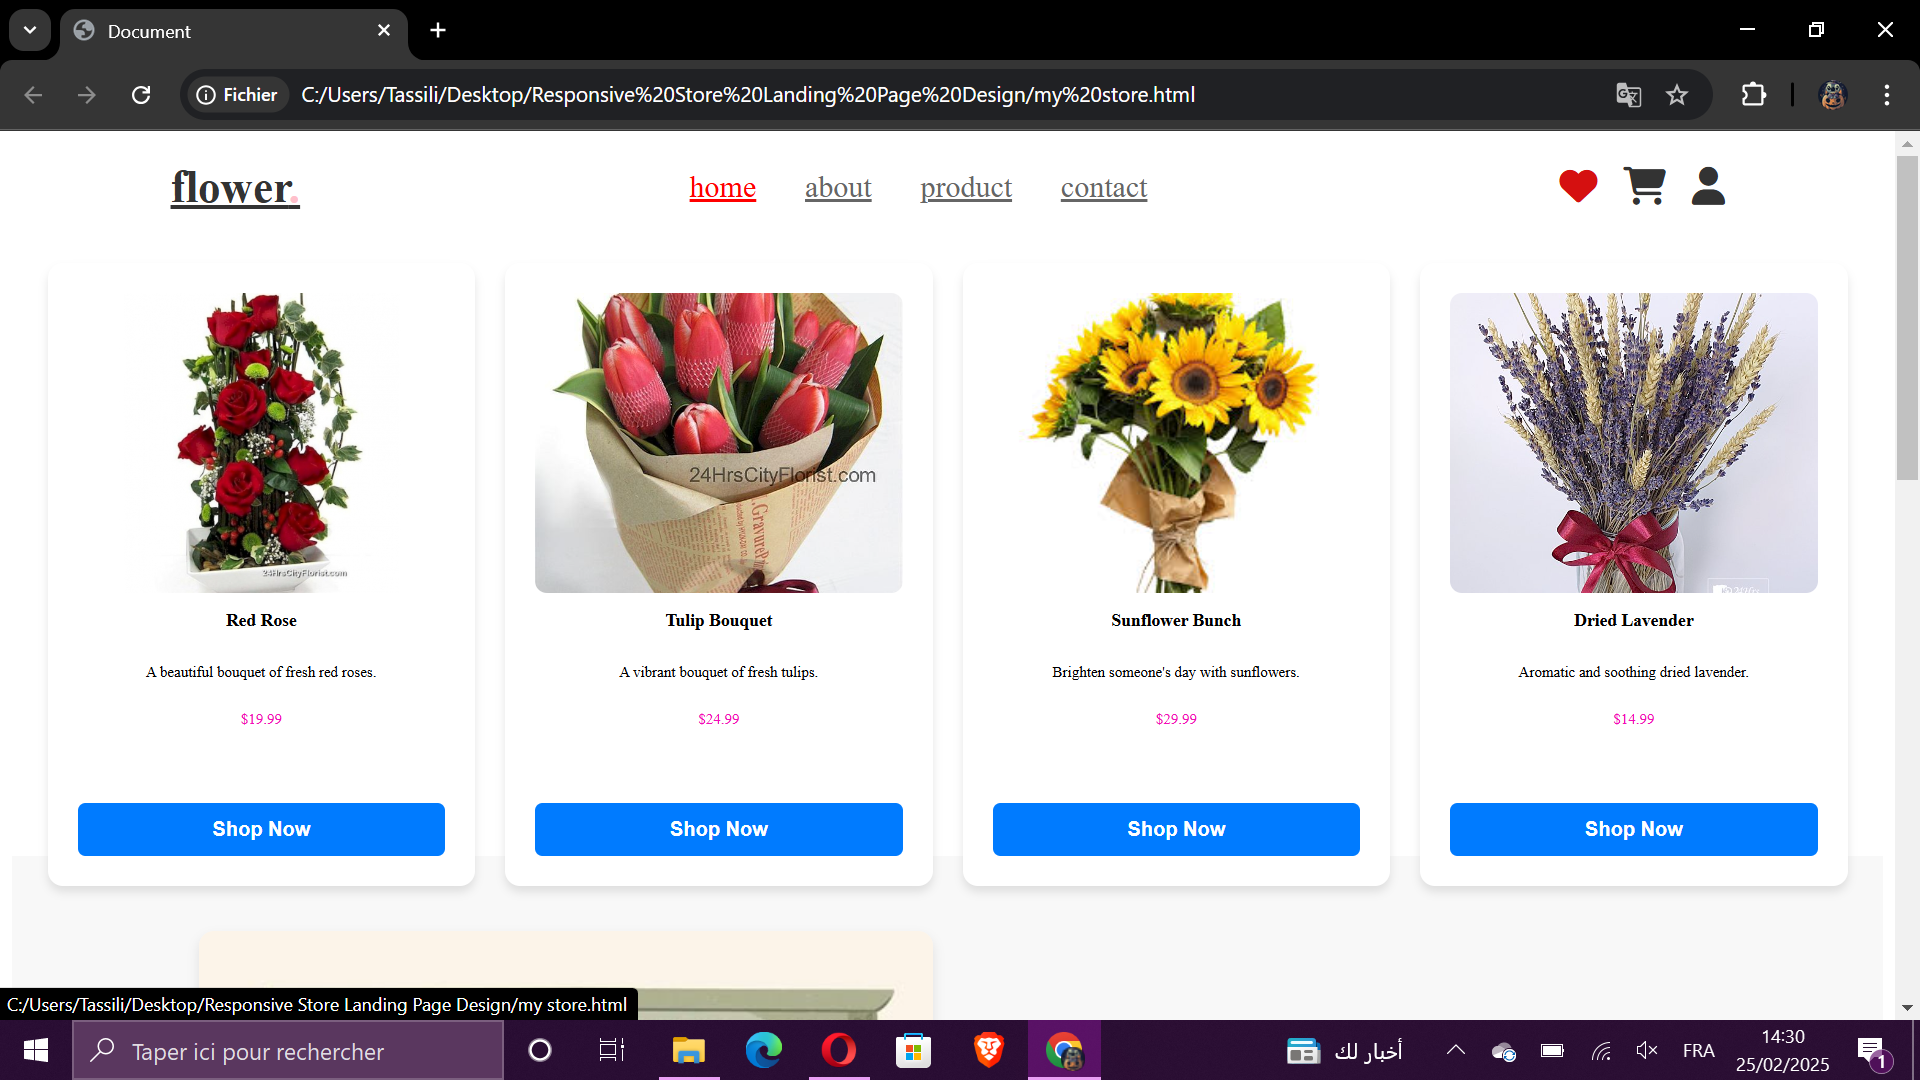 Document
Fichier
C:/Users/Tassili/Desktop/Responsive%20Store%20Landing%20Page%20Design/my%20store.html
flower.
home
about
product
contact
24HrsCityFlorist.com
24HrsCityFlorist.com
Red Rose
Tulip Bouquet
Sunflower Bunch
Dried Lavender
A beautiful bouquet of fresh red roses.
A vibrant bouquet of fresh tulips.
Brighten someone's day with sunflowers.
Aromatic and soothing dried lavender.
$19.99
$24.99
$29.99
$14.99
Shop Now
Shop Now
Shop Now
Shop Now
C:/Users/Tassili/Desktop/Responsive Store Landing Page Design/my store.html
Taper ici pour rechercher
أخبار لك
FRA
14:30
25/02/2025
1